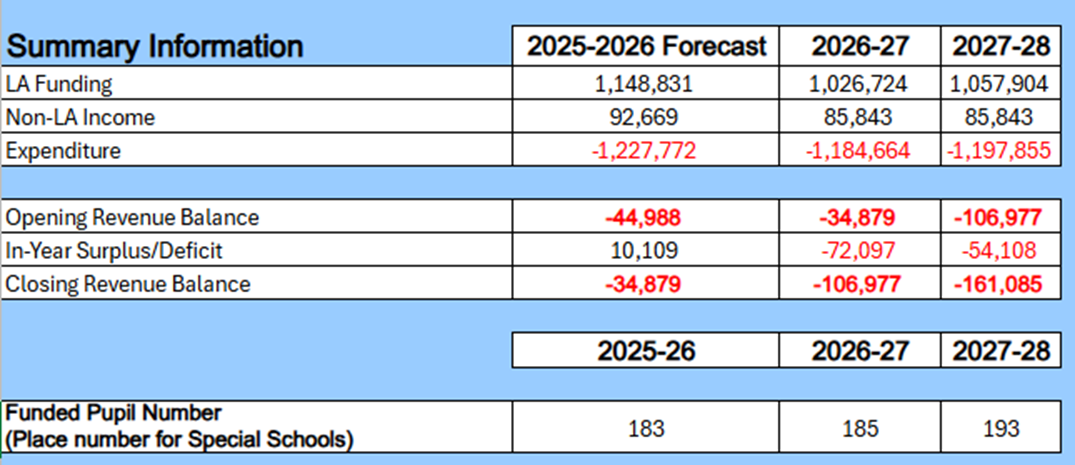 Summary Information 2025-2026 Forecast 2026-27 2027-28
LA Funding 1,148,831 1,026,724 1,057,904
Non-LA Income 92,669 85,843 85,843
Expenditure -1,227,772 -1,184,664 -1,197,855
Opening Revenue Balance -44,988 -34,879 -106,977
In-Year Surplus/Deficit 10,109 -72,097 -54,108
Closing Revenue Balance -34,879 -106,977 -161,085
2025-26 2026-27 2027-28
Funded Pupil Number
(Place number for Special Schools) 183 185 193